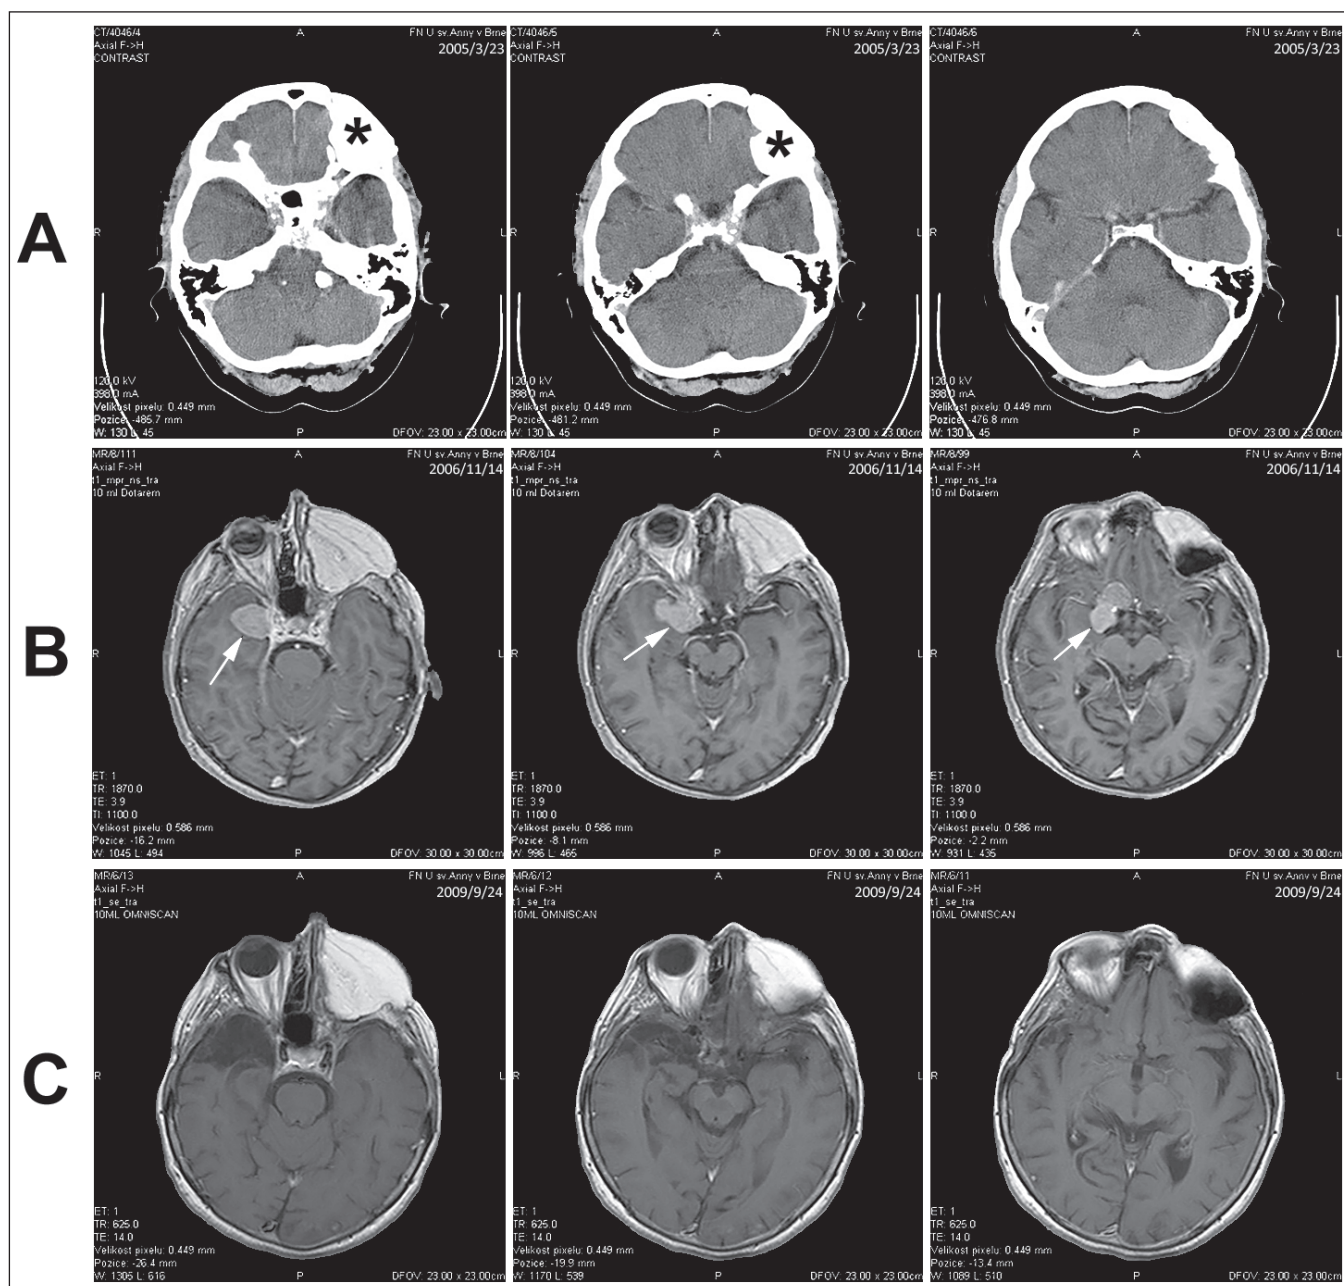 A
CT/4046/4
Axial F->H
CONTRAST
A
FN U sv.Anny v Brne
2005/3/23
*
R
L
120.0 kV
398.0 mA
Velikost pixelu: 0.449 mm
Pozice: -485.7 mm
W: 130 L: 45
P
DFOV: 23.00 x 23.00cm
CT/4046/5
Axial F->H
CONTRAST
A
FN U sv.Anny v Brne
2005/3/23
*
R
L
120.0 kV
398.0 mA
Velikost pixelu: 0.449 mm
Pozice: -481.2 mm
W: 130 L: 45
P
DFOV: 23.00 x 23.00cm
CT/4046/6
Axial F->H
CONTRAST
A
FN U sv.Anny v Brne
2005/3/23
R
L
120.0 kV
398.0 mA
Velikost pixelu: 0.449 mm
Pozice: -476.8 mm
W: 130 L: 45
P
DFOV: 23.00 x 23.00cm
B
MR/8/111
Axial F->H
t1_mpr_ns_tra
10 ml Dotarem
A
FN U sv.Anny v Brne
2006/11/14
R
L
ET: 1
TR: 1870.0
TE: 3.9
TI: 1100.0
Velikost pixelu: 0.586 mm
Pozice: -16.2 mm
W: 1045 L: 494
P
DFOV: 30.00 x 30.00cm
MR/8/104
Axial F->H
t1_mpr_ns_tra
10 ml Dotarem
A
FN U sv.Anny v Brne
2006/11/14
R
L
ET: 1
TR: 1870.0
TE: 3.9
TI: 1100.0
Velikost pixelu: 0.586 mm
Pozice: -8.1 mm
W: 996 L: 465
P
DFOV: 30.00 x 30.00cm
MR/8/99
Axial F->H
t1_mpr_ns_tra
10 ml Dotarem
A
FN U sv.Anny v Brne
2006/11/14
R
L
ET: 1
TR: 1870.0
TE: 3.9
TI: 1100.0
Velikost pixelu: 0.586 mm
Pozice: -2.2 mm
W: 931 L: 435
P
DFOV: 30.00 x 30.00cm
C
MR/6/13
Axial F->H
t1_se_tra
10ML OMNISCAN
A
FN U sv.Anny v Brne
2009/9/24
R
L
ET: 1
TR: 625.0
TE: 14.0
Velikost pixelu: 0.449 mm
Pozice: -26.4 mm
W: 1306 L: 616
P
DFOV: 23.00 x 23.00cm
MR/6/12
Axial F->H
t1_se_tra
10ML OMNISCAN
A
FN U sv.Anny v Brne
2009/9/24
R
L
ET: 1
TR: 625.0
TE: 14.0
Velikost pixelu: 0.449 mm
Pozice: -19.9 mm
W: 1170 L: 539
P
DFOV: 23.00 x 23.00cm
MR/6/11
Axial F->H
t1_se_tra
10ML OMNISCAN
A
FN U sv.Anny v Brne
2009/9/24
R
L
ET: 1
TR: 625.0
TE: 14.0
Velikost pixelu: 0.449 mm
Pozice: -13.4 mm
W: 1089 L: 510
P
DFOV: 23.00 x 23.00cm